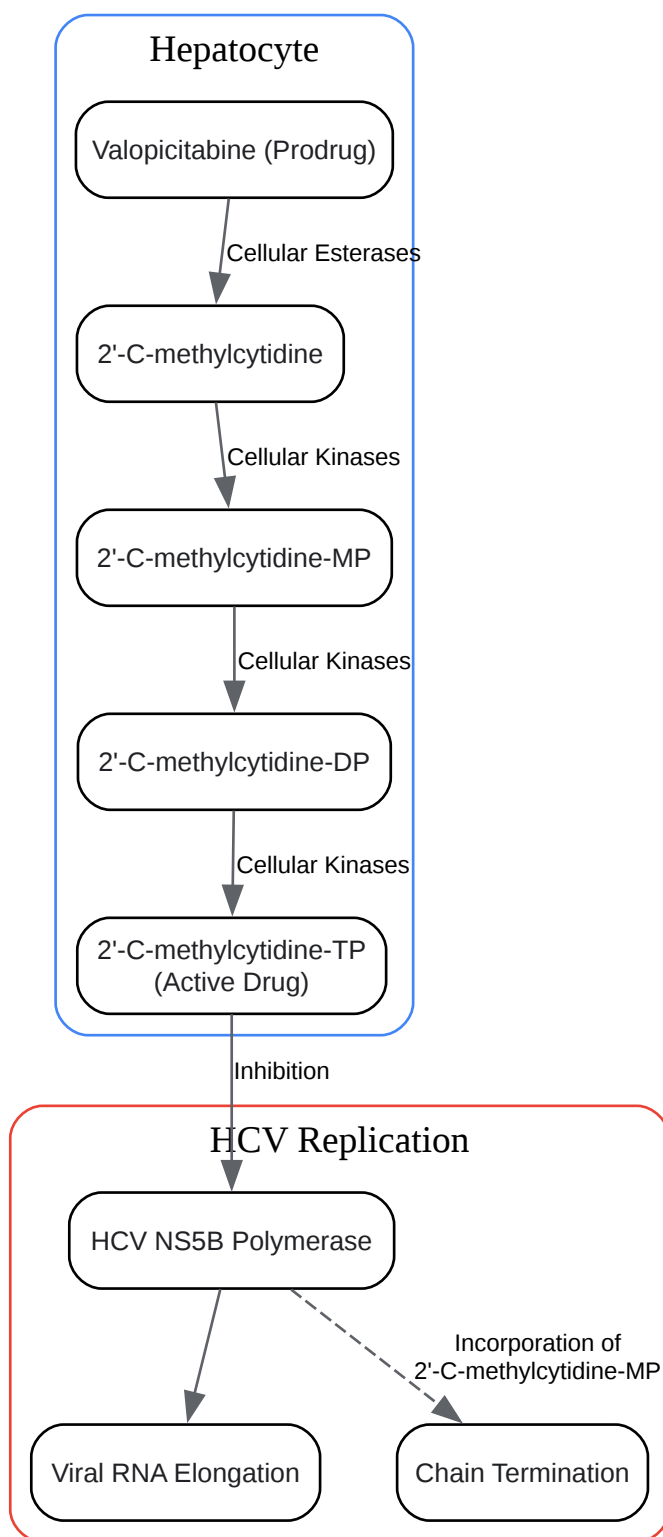 Hepatocyte
Valopicitabine (Prodrug)
Cellular Esterases
2'-C-methylcytidine
Cellular Kinases
2'-C-methylcytidine-MP
Cellular Kinases
2'-C-methylcytidine-DP
Cellular Kinases
2'-C-methylcytidine-TP
(Active Drug)
Inhibition
HCV Replication
HCV NS5B Polymerase
Incorporation of
2'-C-methylcytidine-MP
Viral RNA Elongation
Chain Termination